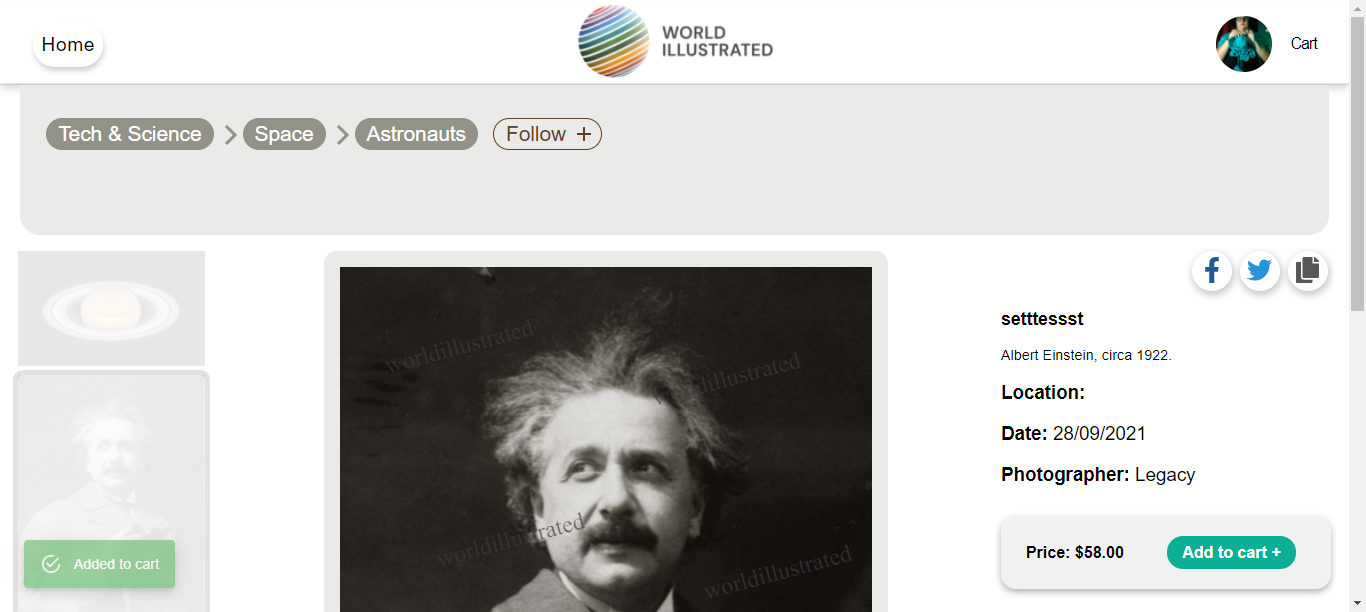 Home
WORLD
ILLUSTRATED
Cart
Tech & Science
Space
Astronauts
Follow +
worldillustrated
worldillustrated
worldillustrated
worldillustrated
setttessst
Albert Einstein, circa 1922.
Location:
Date: 28/09/2021
Photographer: Legacy
Price: $58.00
Add to cart +
Added to cart